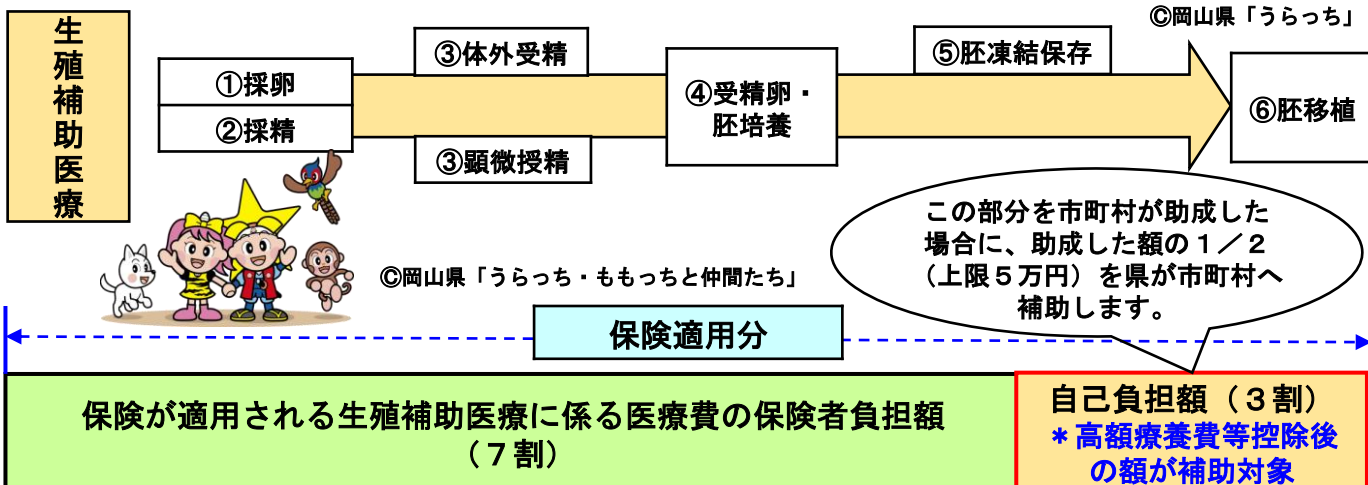 ©岡山県「うらっち」
生殖補助医療
①採卵
②採精
③体外受精
③顕微授精
④受精卵・
胚培養
⑤胚凍結保存
⑥胚移植
©岡山県「うらっち・ももっちと仲間たち」
この部分を市町村が助成した
場合に、助成した額の１／２
（上限５万円）を県が市町村へ
補助します。
保険適用分
保険が適用される生殖補助医療に係る医療費の保険者負担額
（７割）
自己負担額（３割）
＊高額療養費等控除後
の額が補助対象